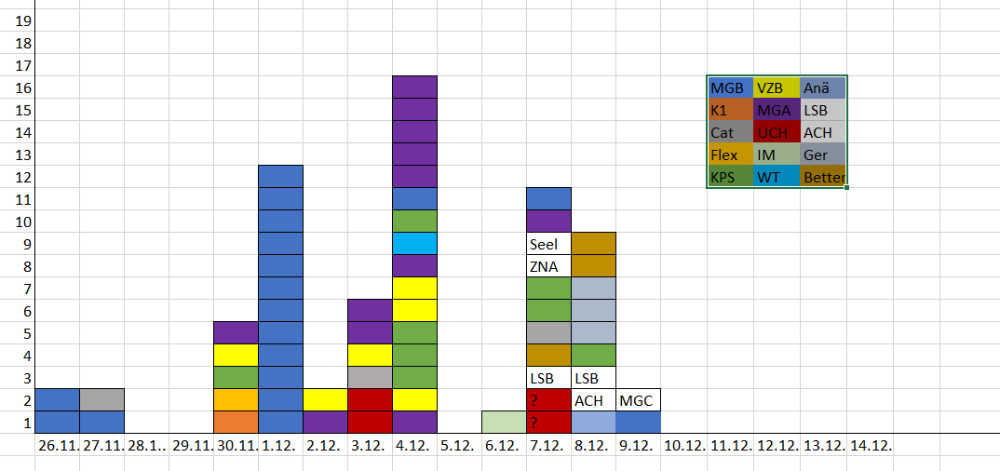 19
18
17
16 MGB VZB Anä
15 K1 MGA LSB
14 Cat UCH ACH
13 Flex IM Ger
12 KPS WT Better
11
10
9 Seel
8 ZNA
7
6
5
4
3 LSB LSB
2 ? ACH MGC
1 ?
26.11. 27.11. 28.1.. 29.11. 30.11. 1.12. 2.12. 3.12. 4.12. 5.12. 6.12. 7.12. 8.12. 9.12. 10.12. 11.12. 12.12. 13.12. 14.12.